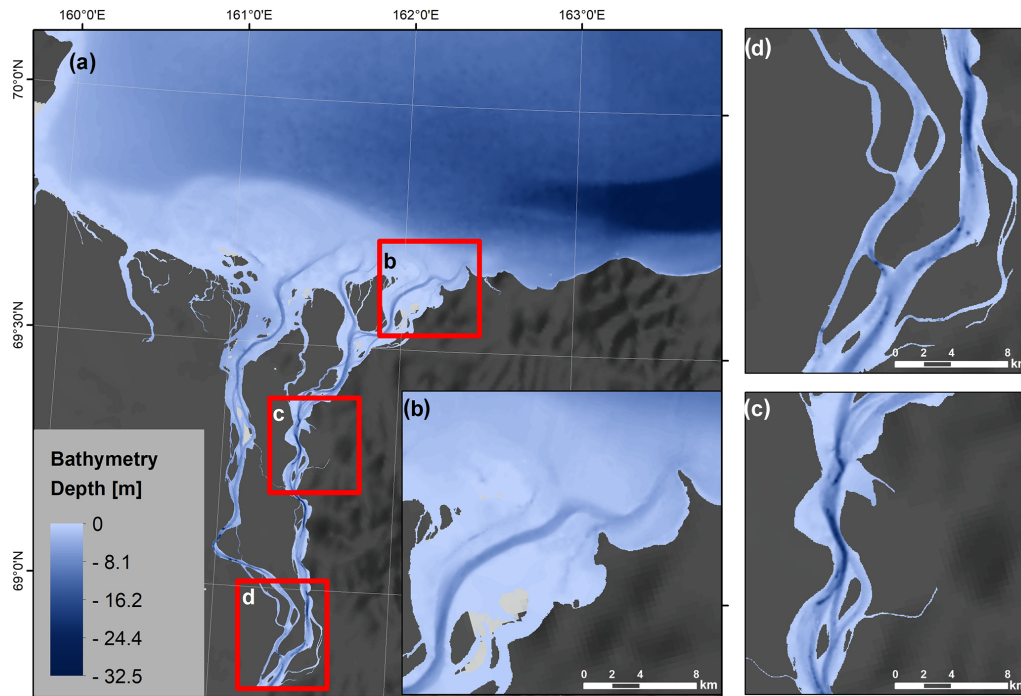 160°0'E 161°0'E 162°0'E 163°0'E
(a)
70°0'N
69°30'N
69°0'N
b
c
d
Bathymetry
Depth [m]
0
- 8.1
- 16.2
- 24.4
- 32.5
(b)
0 2 4 8
km
(d)
0 2 4 8
km
(c)
0 2 4 8
km